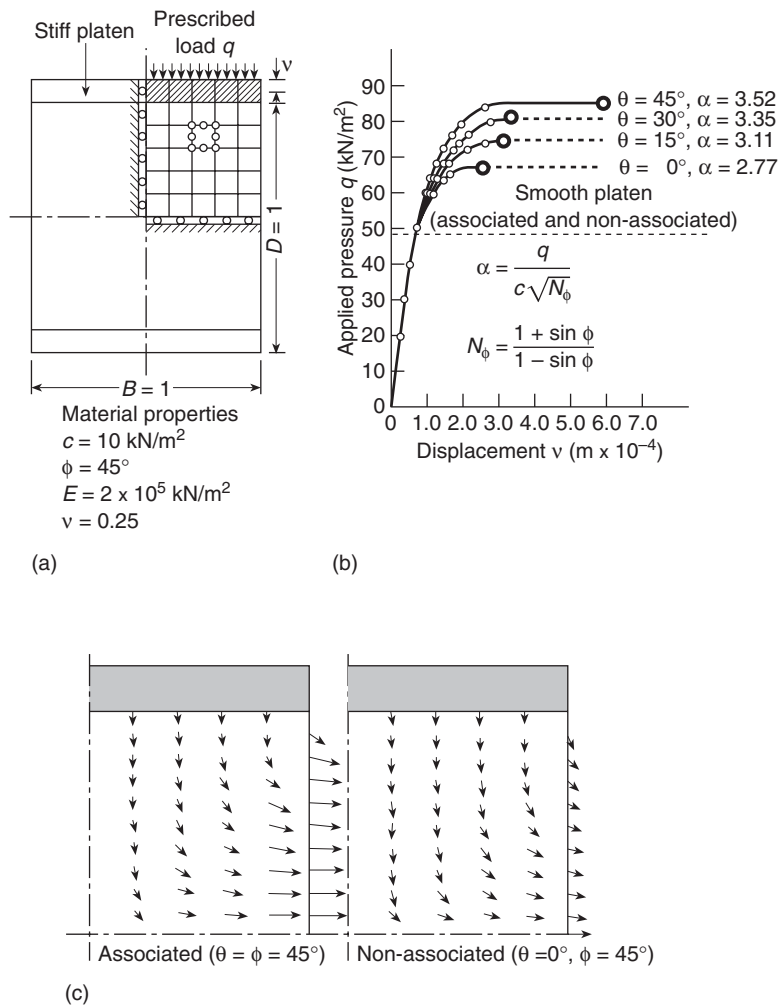 Stiff platen
Prescribed
load q
ν
D = 1
B = 1
Material properties
c = 10 kN/m²
ϕ = 45°
E = 2 x 10⁵ kN/m²
ν = 0.25
(a)
Applied pressure q (kN/m²)
90
80
70
60
50
40
30
20
10
0
0 1.0 2.0 3.0 4.0 5.0 6.0 7.0
Displacement ν (m x 10⁻⁴)
θ = 45°, α = 3.52
θ = 30°, α = 3.35
θ = 15°, α = 3.11
θ = 0°, α = 2.77
Smooth platen
(associated and non-associated)
α = q / c√Nϕ
Nϕ = 1 + sin ϕ / 1 − sin ϕ
(b)
Associated (θ = ϕ = 45°)
Non-associated (θ =0°, ϕ = 45°)
(c)